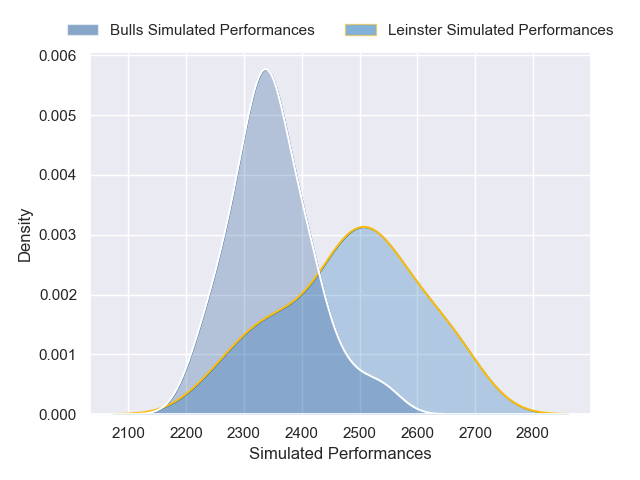 Bulls Simulated Performances Leinster Simulated Performances
0.006
0.005
0.004
0.003
0.002
0.001
0.000
Density
2100 2200 2300 2400 2500 2600 2700 2800
Simulated Performances